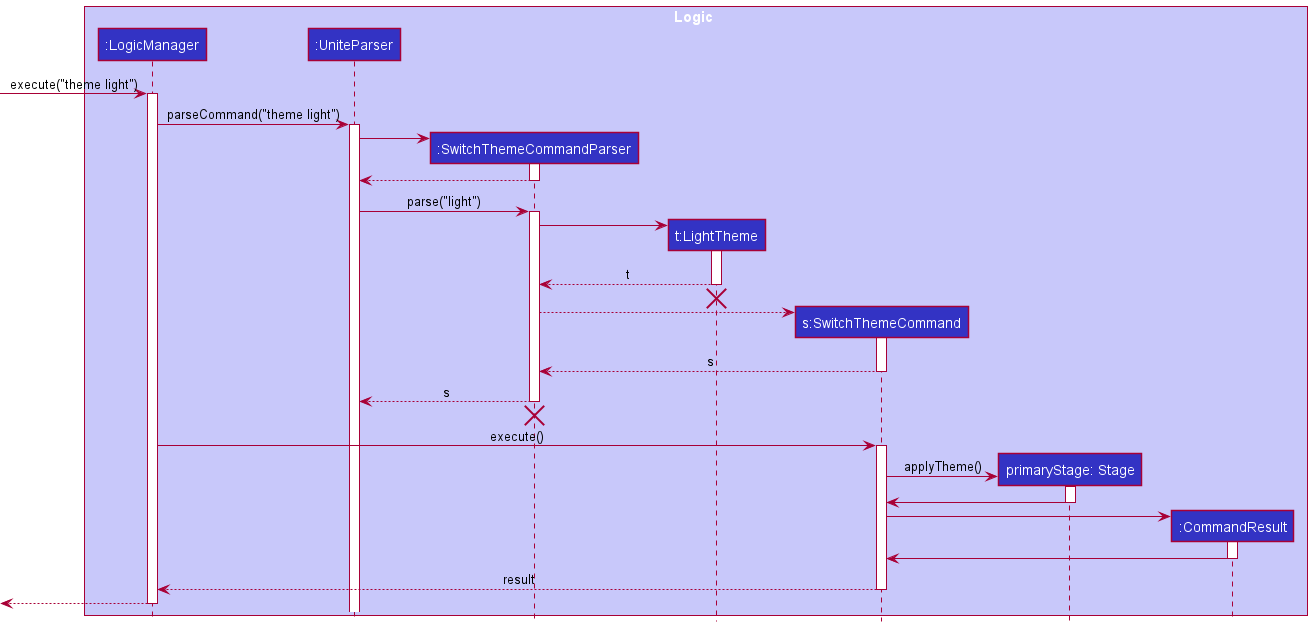 Logic
:LogicManager
:UniteParser
execute("theme light")
parseCommand("theme light")
:SwitchThemeCommandParser
parse("light")
t:LightTheme
t
s:SwitchThemeCommand
s
s
execute()
applyTheme()
primaryStage: Stage
:CommandResult
result